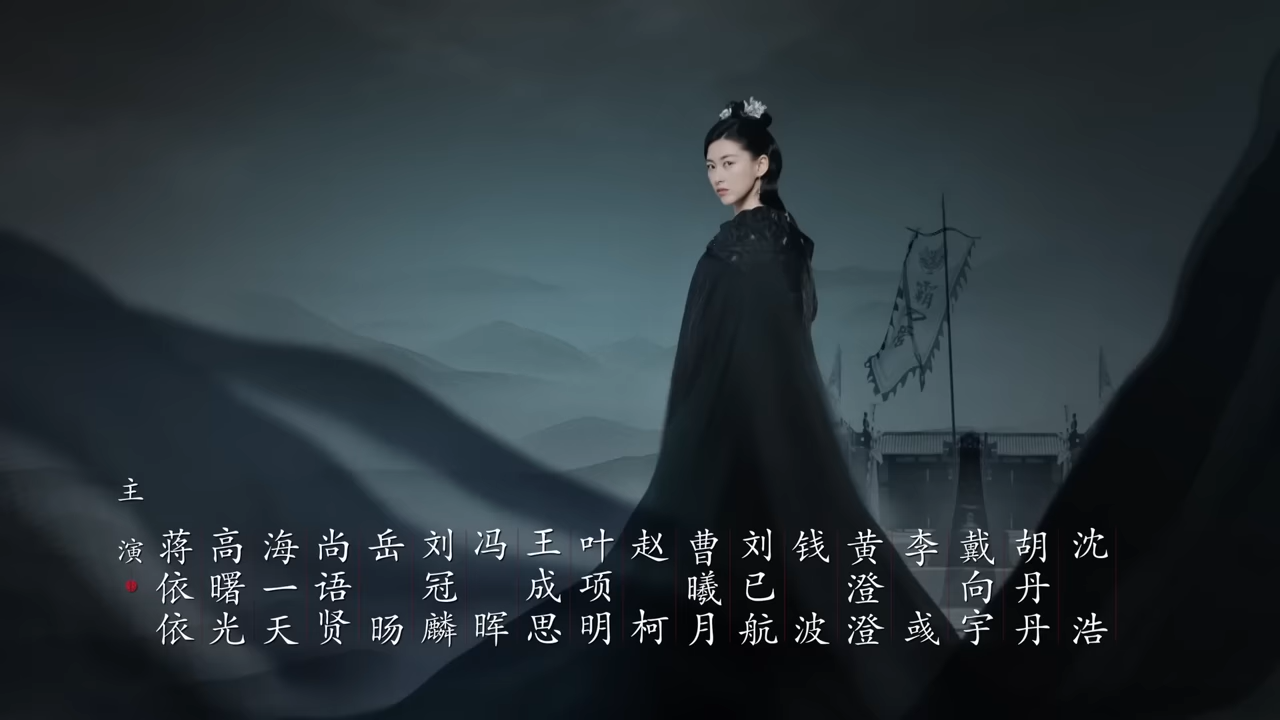 主演
蒋依依
高曙光
海一天
尚语贤
岳旸
刘冠麟
冯晖
王成思
叶项明
赵柯
曹曦月
刘已航
钱波
黄澄澄
李彧
戴向宇
胡丹丹
沈浩
霸